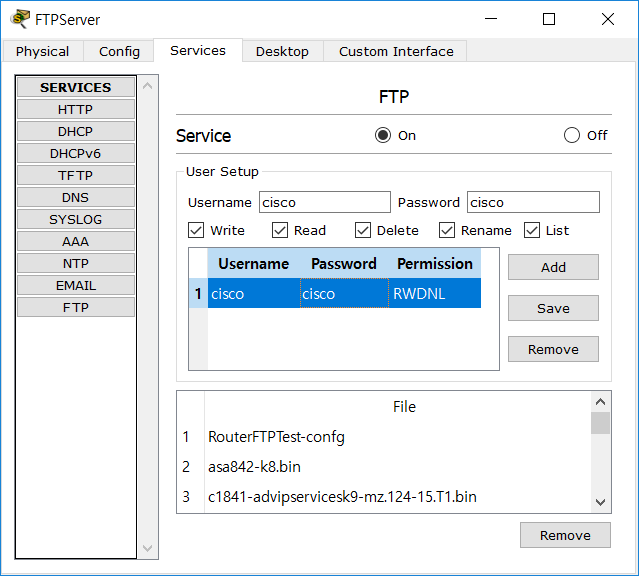 FTPServer
Physical Config Services Desktop Custom Interface
SERVICES
HTTP
DHCP
DHCPv6
TFTP
DNS
SYSLOG
AAA
NTP
EMAIL
FTP
FTP
Service On Off
User Setup
Username cisco Password cisco
Write Read Delete Rename List
Username Password Permission
1 cisco cisco RWDNL
Add
Save
Remove
File
1 RouterFTPTest-confg
2 asa842-k8.bin
3 c1841-advipservicesk9-mz.124-15.T1.bin
Remove